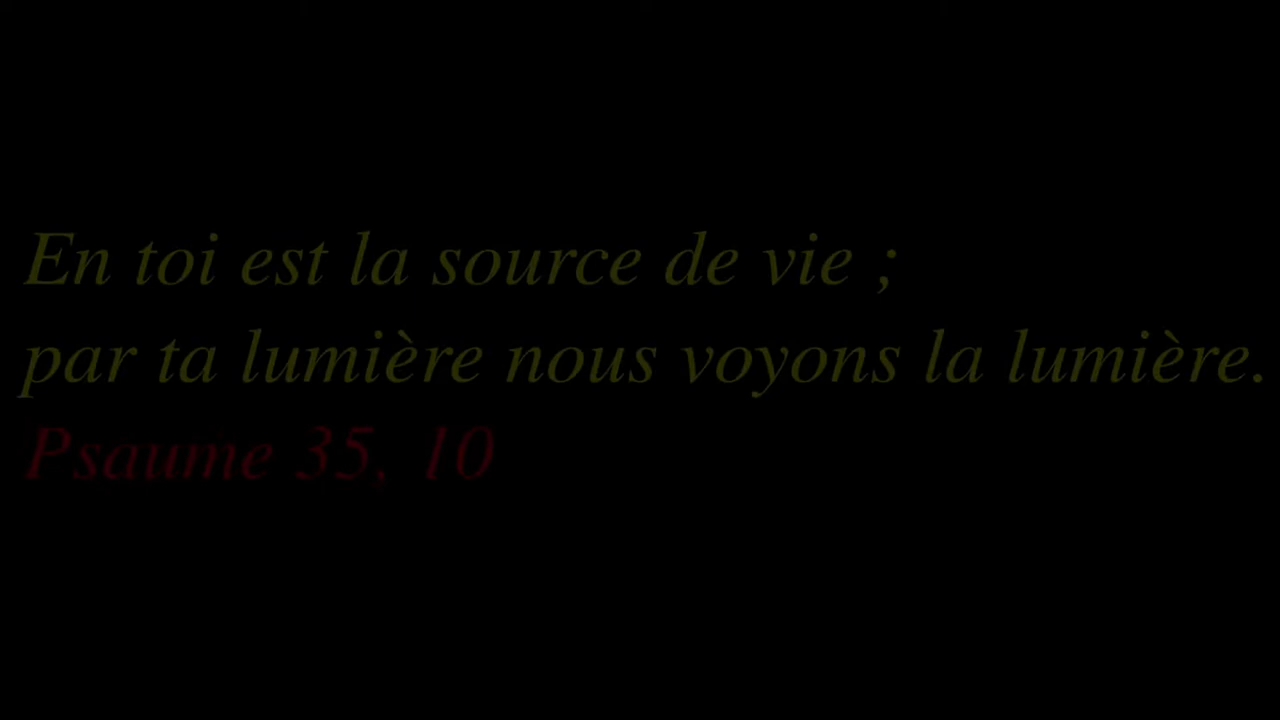 En toi est la source de vie ;
par ta lumière nous voyons la lumière.
Psaume 35, 10